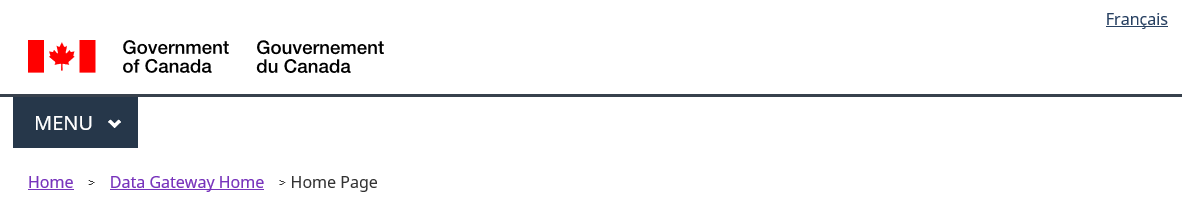 Français
Government of Canada
Gouvernement du Canada
MENU
Home > Data Gateway Home > Home Page